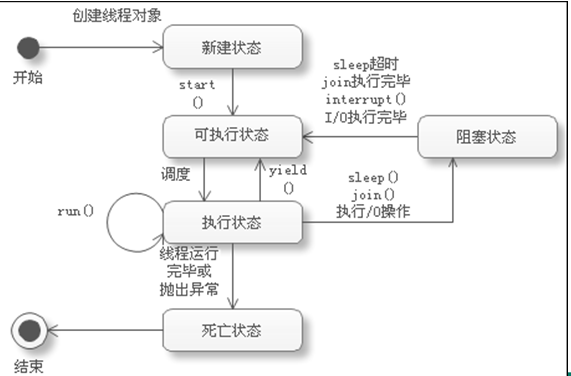 创建线程对象
新建状态
开始
start
()
sleep超时
join执行完毕
interrupt()
I/O执行完毕
可执行状态
阻塞状态
调度
yield
()
sleep()
join()
执行/O操作
run()
执行状态
线程运行
完毕或
抛出异常
死亡状态
结束